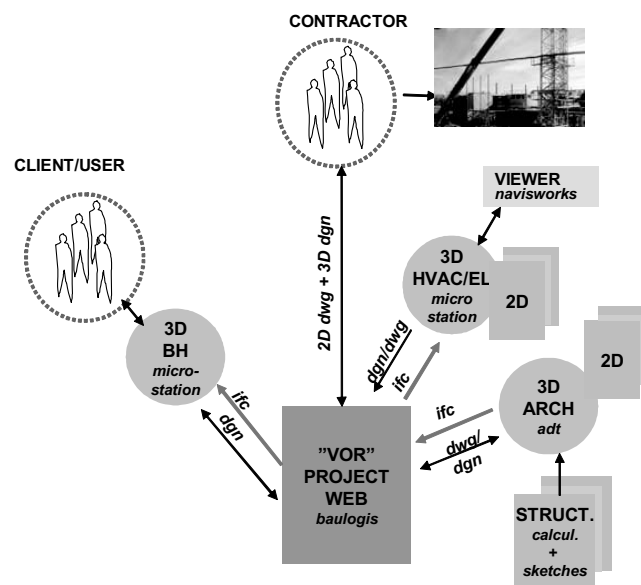 CONTRACTOR
CLIENT/USER
VIEWER
navisworks
3D
HVAC/EL
micro
station
2D
2D dwg + 3D dgn
dgn/dwg
ifc
3D
BH
micro-
station
ifc
dgn
2D
3D
ARCH
adt
ifc
dwg/
dgn
”VOR”
PROJECT
WEB
baulogis
STRUCT.
calcul.
+
sketches